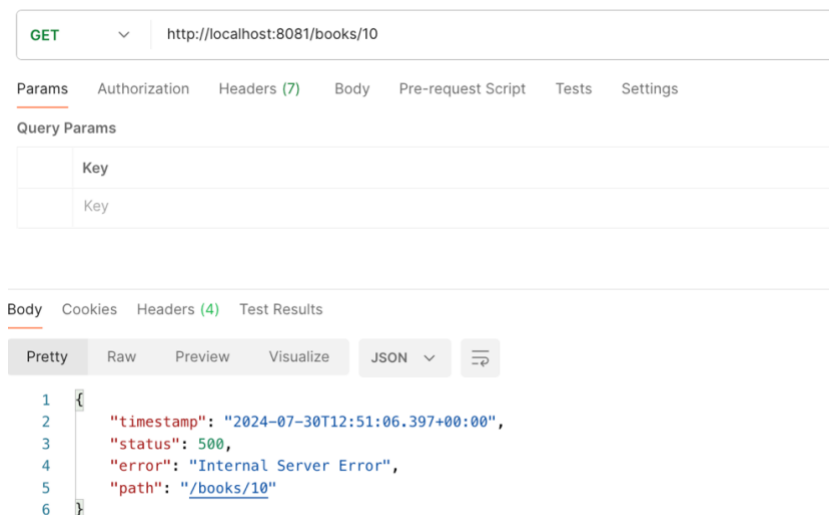 GET http://localhost:8081/books/10
Params Authorization Headers (7) Body Pre-request Script Tests Settings
Query Params
Key
Key
Body Cookies Headers (4) Test Results
Pretty Raw Preview Visualize JSON
1 {
2 "timestamp": "2024-07-30T12:51:06.397+00:00",
3 "status": 500,
4 "error": "Internal Server Error",
5 "path": "/books/10"
6 }